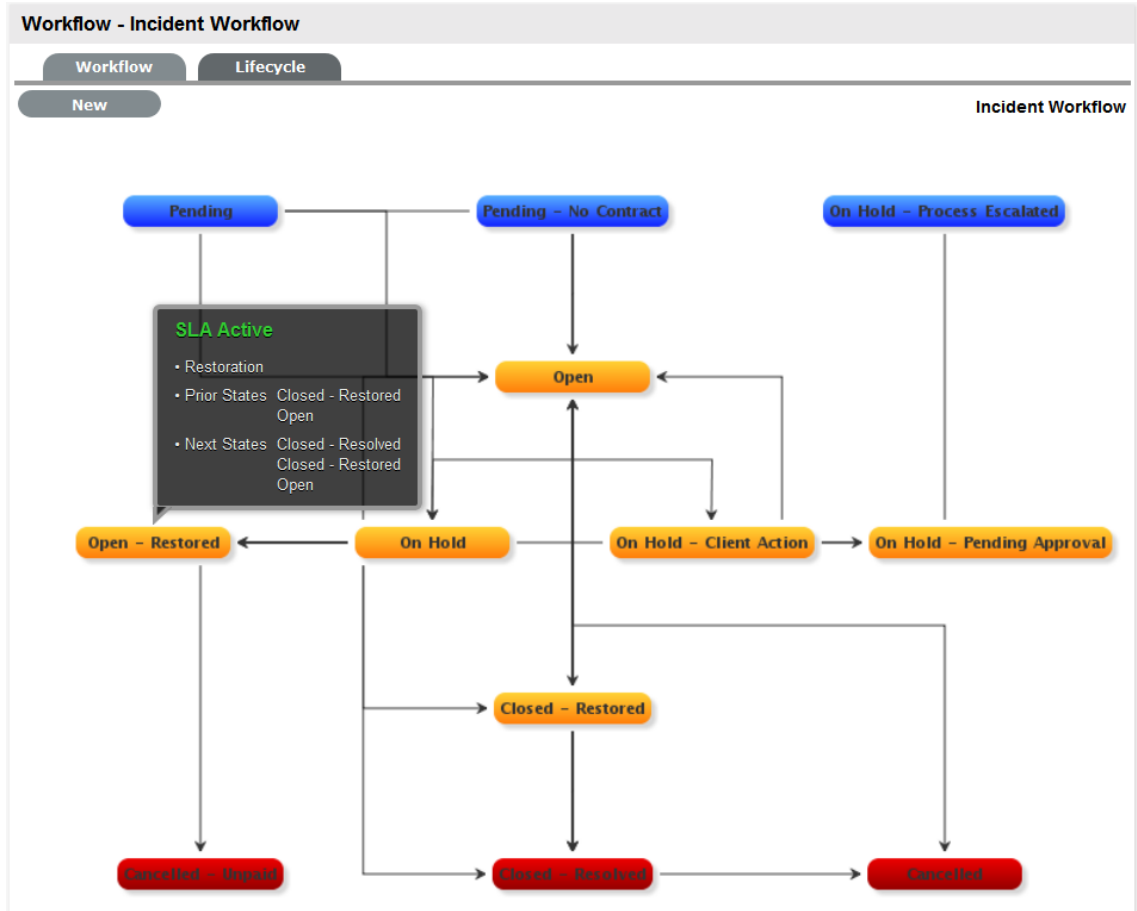 Workflow - Incident Workflow
Workflow
Lifecycle
New
Incident Workflow
Pending
Pending – No Contract
On Hold – Process Escalated
SLA Active
• Restoration
• Prior States Closed - Restored
Open
• Next States Closed - Resolved
Closed - Restored
Open
Open
Open – Restored
On Hold
On Hold – Client Action
On Hold – Pending Approval
Closed – Restored
Cancelled – Unpaid
Closed – Resolved
Cancelled